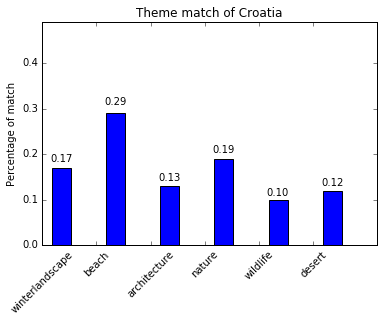 Theme match of Croatia
Percentage of match
0.4
0.3
0.2
0.1
0.0
0.17
0.29
0.13
0.19
0.10
0.12
winterlandscape
beach
architecture
nature
wildlife
desert